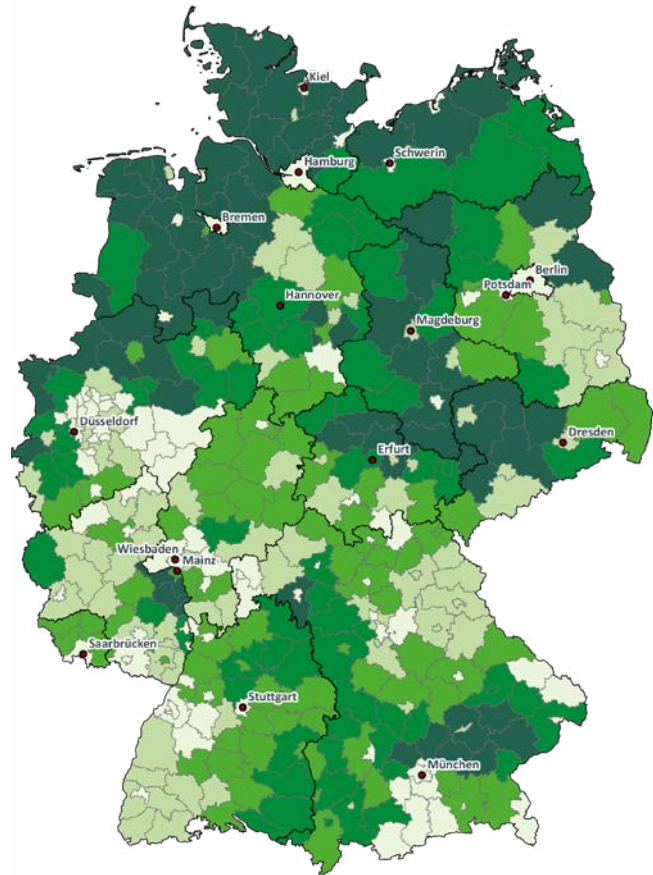 Kiel
Schwerin
Hamburg
Bremen
Berlin
Potsdam
Hannover
Magdeburg
Düsseldorf
Dresden
Erfurt
Wiesbaden
Mainz
Saarbrücken
Stuttgart
München